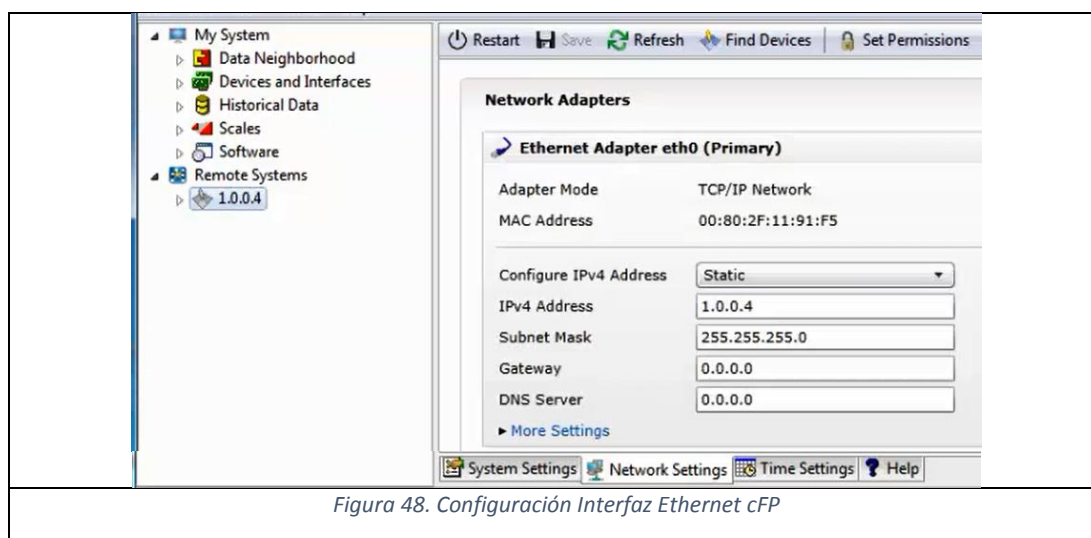 My System
Data Neighborhood
Devices and Interfaces
Historical Data
Scales
Software
Remote Systems
1.0.0.4
Restart Save Refresh Find Devices Set Permissions
Network Adapters
Ethernet Adapter eth0 (Primary)
Adapter Mode TCP/IP Network
MAC Address 00:80:2F:11:91:F5
Configure IPv4 Address Static
IPv4 Address 1.0.0.4
Subnet Mask 255.255.255.0
Gateway 0.0.0.0
DNS Server 0.0.0.0
More Settings
System Settings Network Settings Time Settings Help
Figura 48. Configuración Interfaz Ethernet cFP